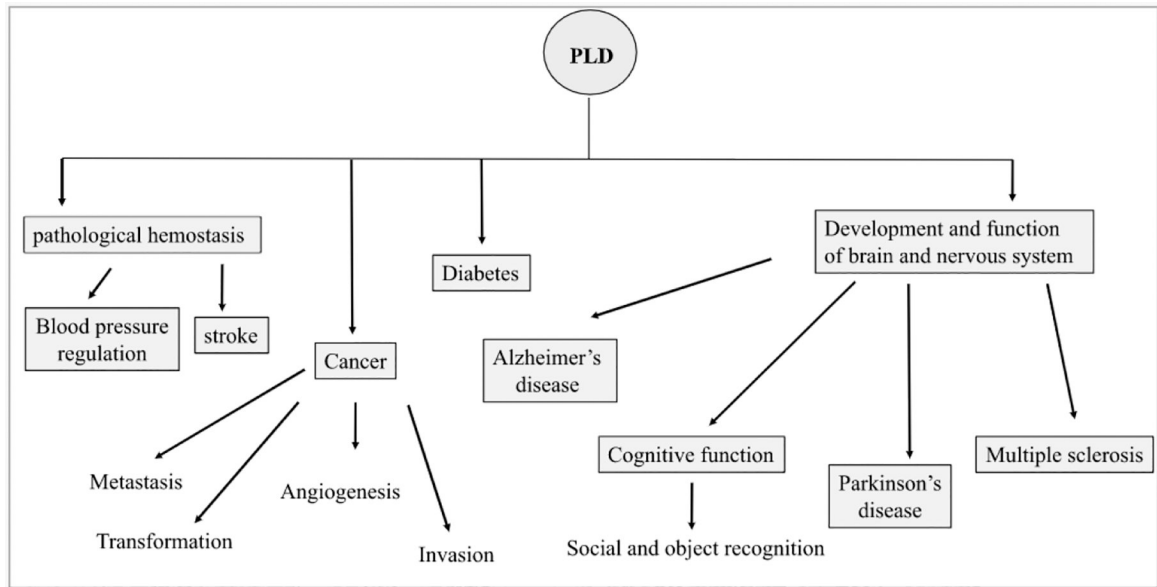 PLD
pathological hemostasis
Blood pressure
regulation
stroke
Cancer
Metastasis
Transformation
Angiogenesis
Invasion
Diabetes
Development and function
of brain and nervous system
Alzheimer's
disease
Cognitive function
Social and object recognition
Parkinson's
disease
Multiple sclerosis